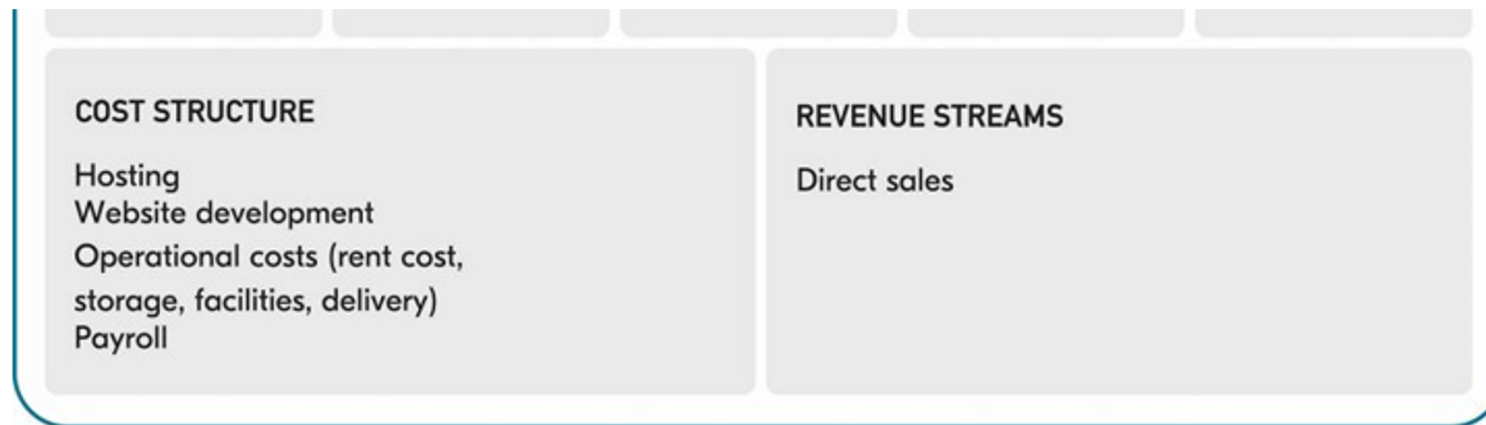 COST STRUCTURE
Hosting
Website development
Operational costs (rent cost,
storage, facilities, delivery)
Payroll
REVENUE STREAMS
Direct sales